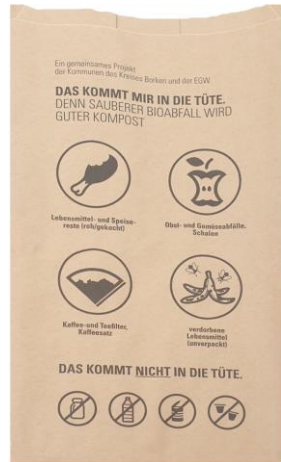 Ein gemeinsames Projekt
der Kommunen des Kreises Borken und der EGW
DAS KOMMT MIR IN DIE TÜTE.
DENN SAUBERER BIOABFALL WIRD
GUTER KOMPOST
Lebensmittel- und Speise-
reste (roh/gekocht)
Obst- und Gemüseabfälle,
Schalen
Kaffee- und Teefilter,
Kaffeesatz
verdorbene
Lebensmittel
(unverpackt)
DAS KOMMT NICHT IN DIE TÜTE.